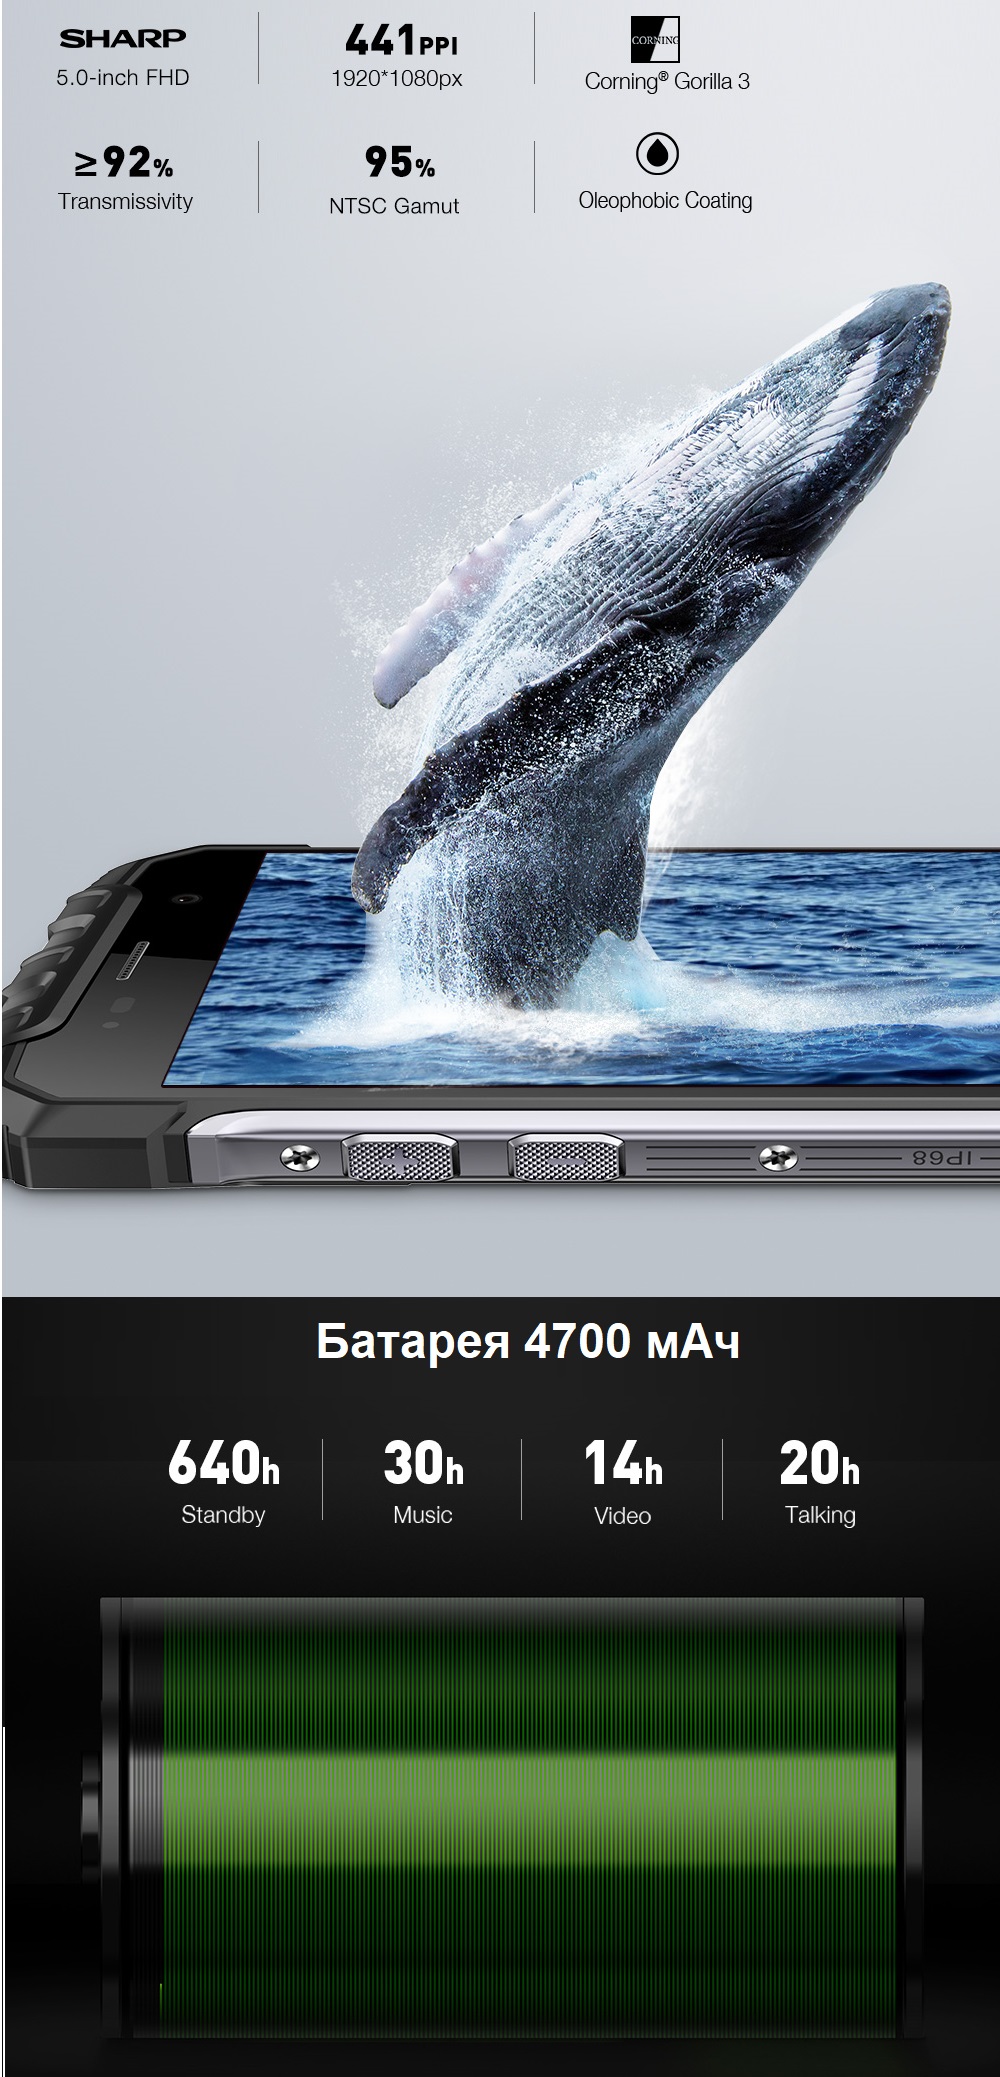 SHARP
5.0-inch FHD
441PPI
1920*1080px
CORNING
Corning® Gorilla 3
≥92%
Transmissivity
95%
NTSC Gamut
Oleophobic Coating
+
-
IP68
Батарея 4700 мАч
640h
Standby
30h
Music
14h
Video
20h
Talking